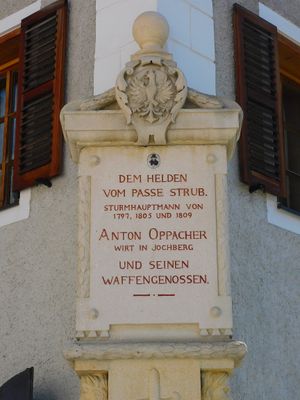 DEM HELDEN
VOM PASSE STRUB.
STURMHAUPTMANN VON
1797, 1805 UND 1809
ANTON OPPACHER
WIRT IN JOCHBERG
UND SEINEN
WAFFENGENOSSEN.